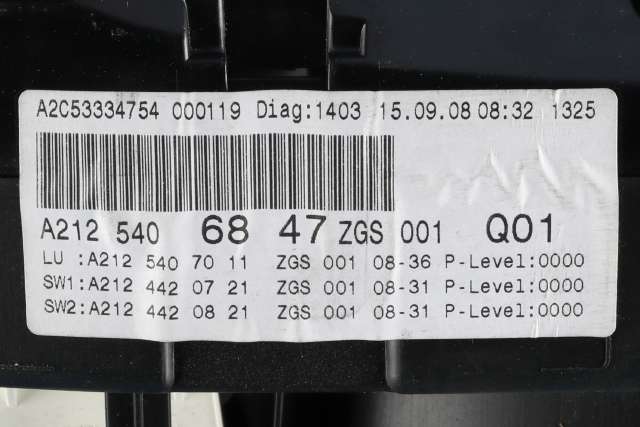 A2C53334754 000119 Diag:1403 15.09.08 08:32 1325
A212 540 68 47 ZGS 001 Q01
LU :A212 540 70 11 ZGS 001 08-36 P-Level:0000
SW1:A212 442 07 21 ZGS 001 08-31 P-Level:0000
SW2:A212 442 08 21 ZGS 001 08-31 P-Level:0000